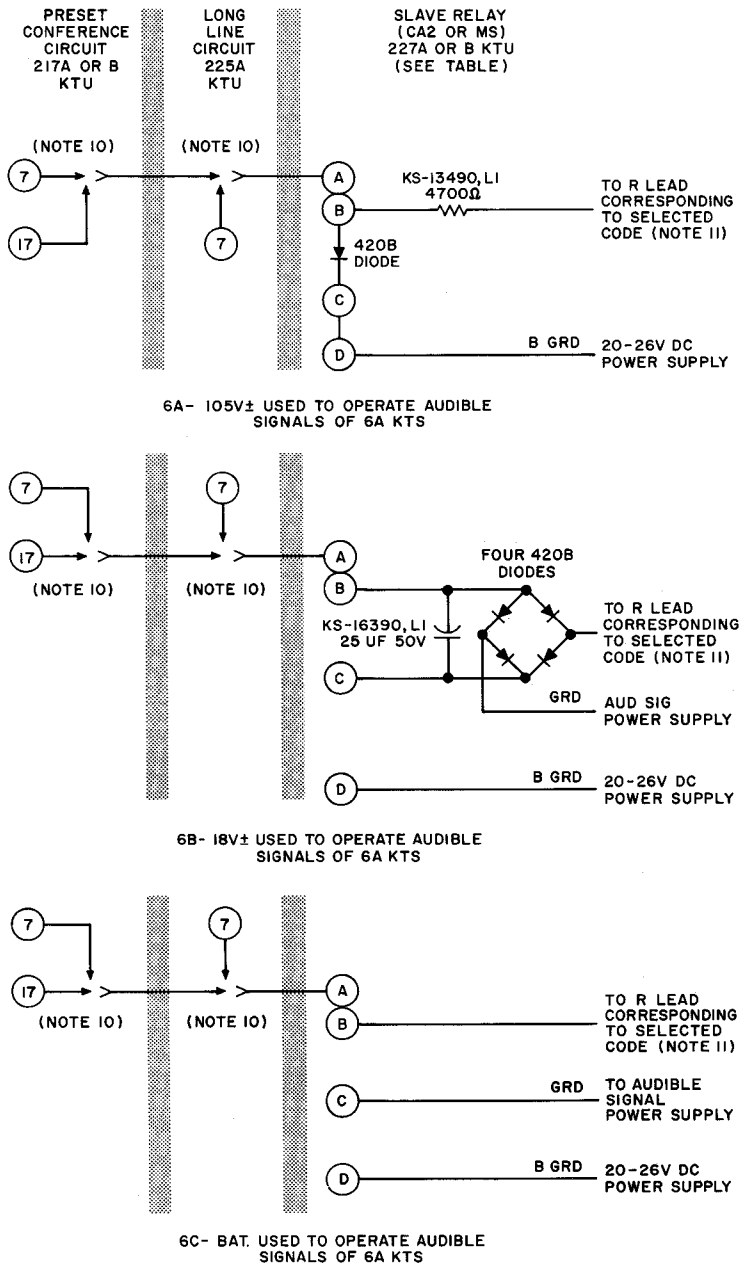 PRESET
CONFERENCE
CIRCUIT
217A OR B
KTU
LONG
LINE
CIRCUIT
225A
KTU
SLAVE RELAY
(CA2 OR MS)
227A OR B KTU
(SEE TABLE)
(NOTE 10)
(NOTE 10)
7
17
7
A
B
KS-13490, L1
4700Ω
TO R LEAD
CORRESPONDING
TO SELECTED
CODE (NOTE 11)
420B
DIODE
C
D
B GRD
20-26V DC
POWER SUPPLY
6A- 105V± USED TO OPERATE AUDIBLE
SIGNALS OF 6A KTS
7
17
(NOTE 10)
7
(NOTE 10)
A
B
FOUR 420B
DIODES
KS-16390, L1
25 UF 50V
TO R LEAD
CORRESPONDING
TO SELECTED
CODE (NOTE 11)
C
GRD
AUD SIG
POWER SUPPLY
D
B GRD
20-26V DC
POWER SUPPLY
6B- 18V± USED TO OPERATE AUDIBLE
SIGNALS OF 6A KTS
7
17
(NOTE 10)
7
(NOTE 10)
A
B
TO R LEAD
CORRESPONDING
TO SELECTED
CODE (NOTE 11)
C
GRD
TO AUDIBLE
SIGNAL
POWER SUPPLY
D
B GRD
20-26V DC
POWER SUPPLY
6C- BAT. USED TO OPERATE AUDIBLE
SIGNALS OF 6A KTS